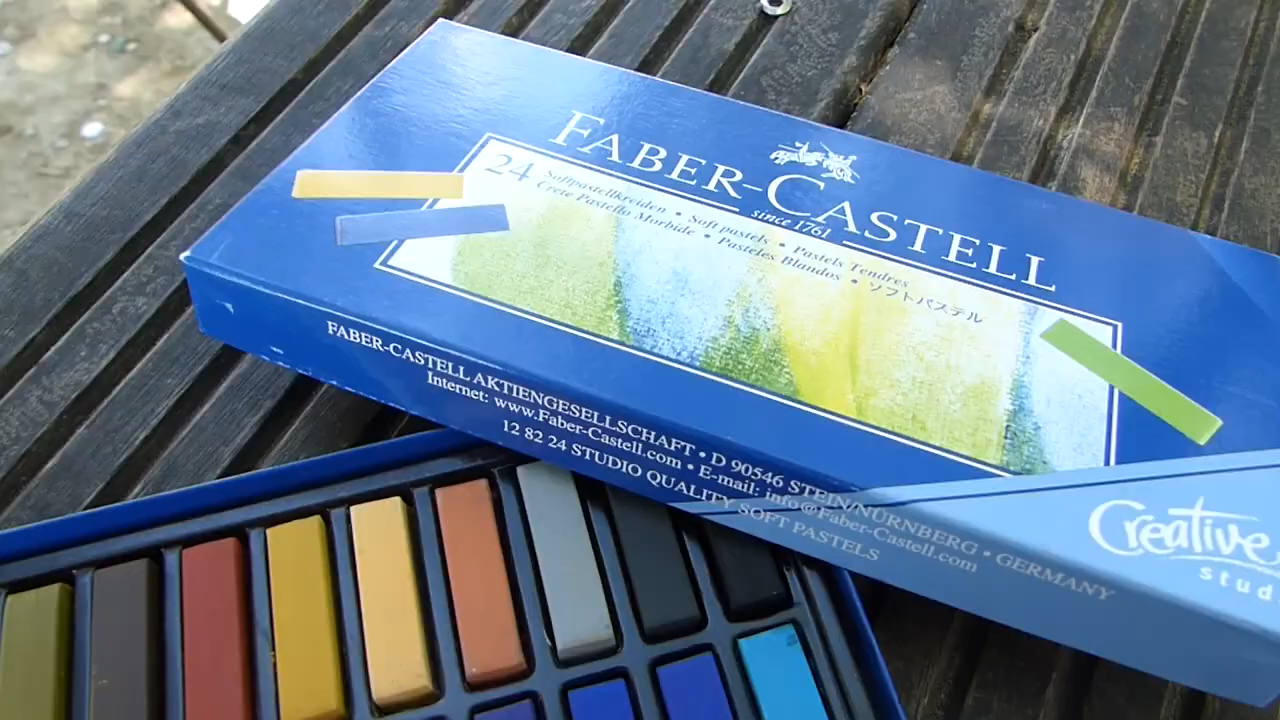 FABER-CASTELL
since 1761
24 Softpastellkreiden • Soft pastels • Pastels Tendres
Crete Pastello Morbide • Pasteles Blandos • ソフトパステル
FABER-CASTELL AKTIENGESELLSCHAFT • D 90546 STEIN/NÜRNBERG • GERMANY
Internet: www.Faber-Castell.com • E-mail: info@Faber-Castell.com
12 82 24 STUDIO QUALITY SOFT PASTELS
Creative
stud